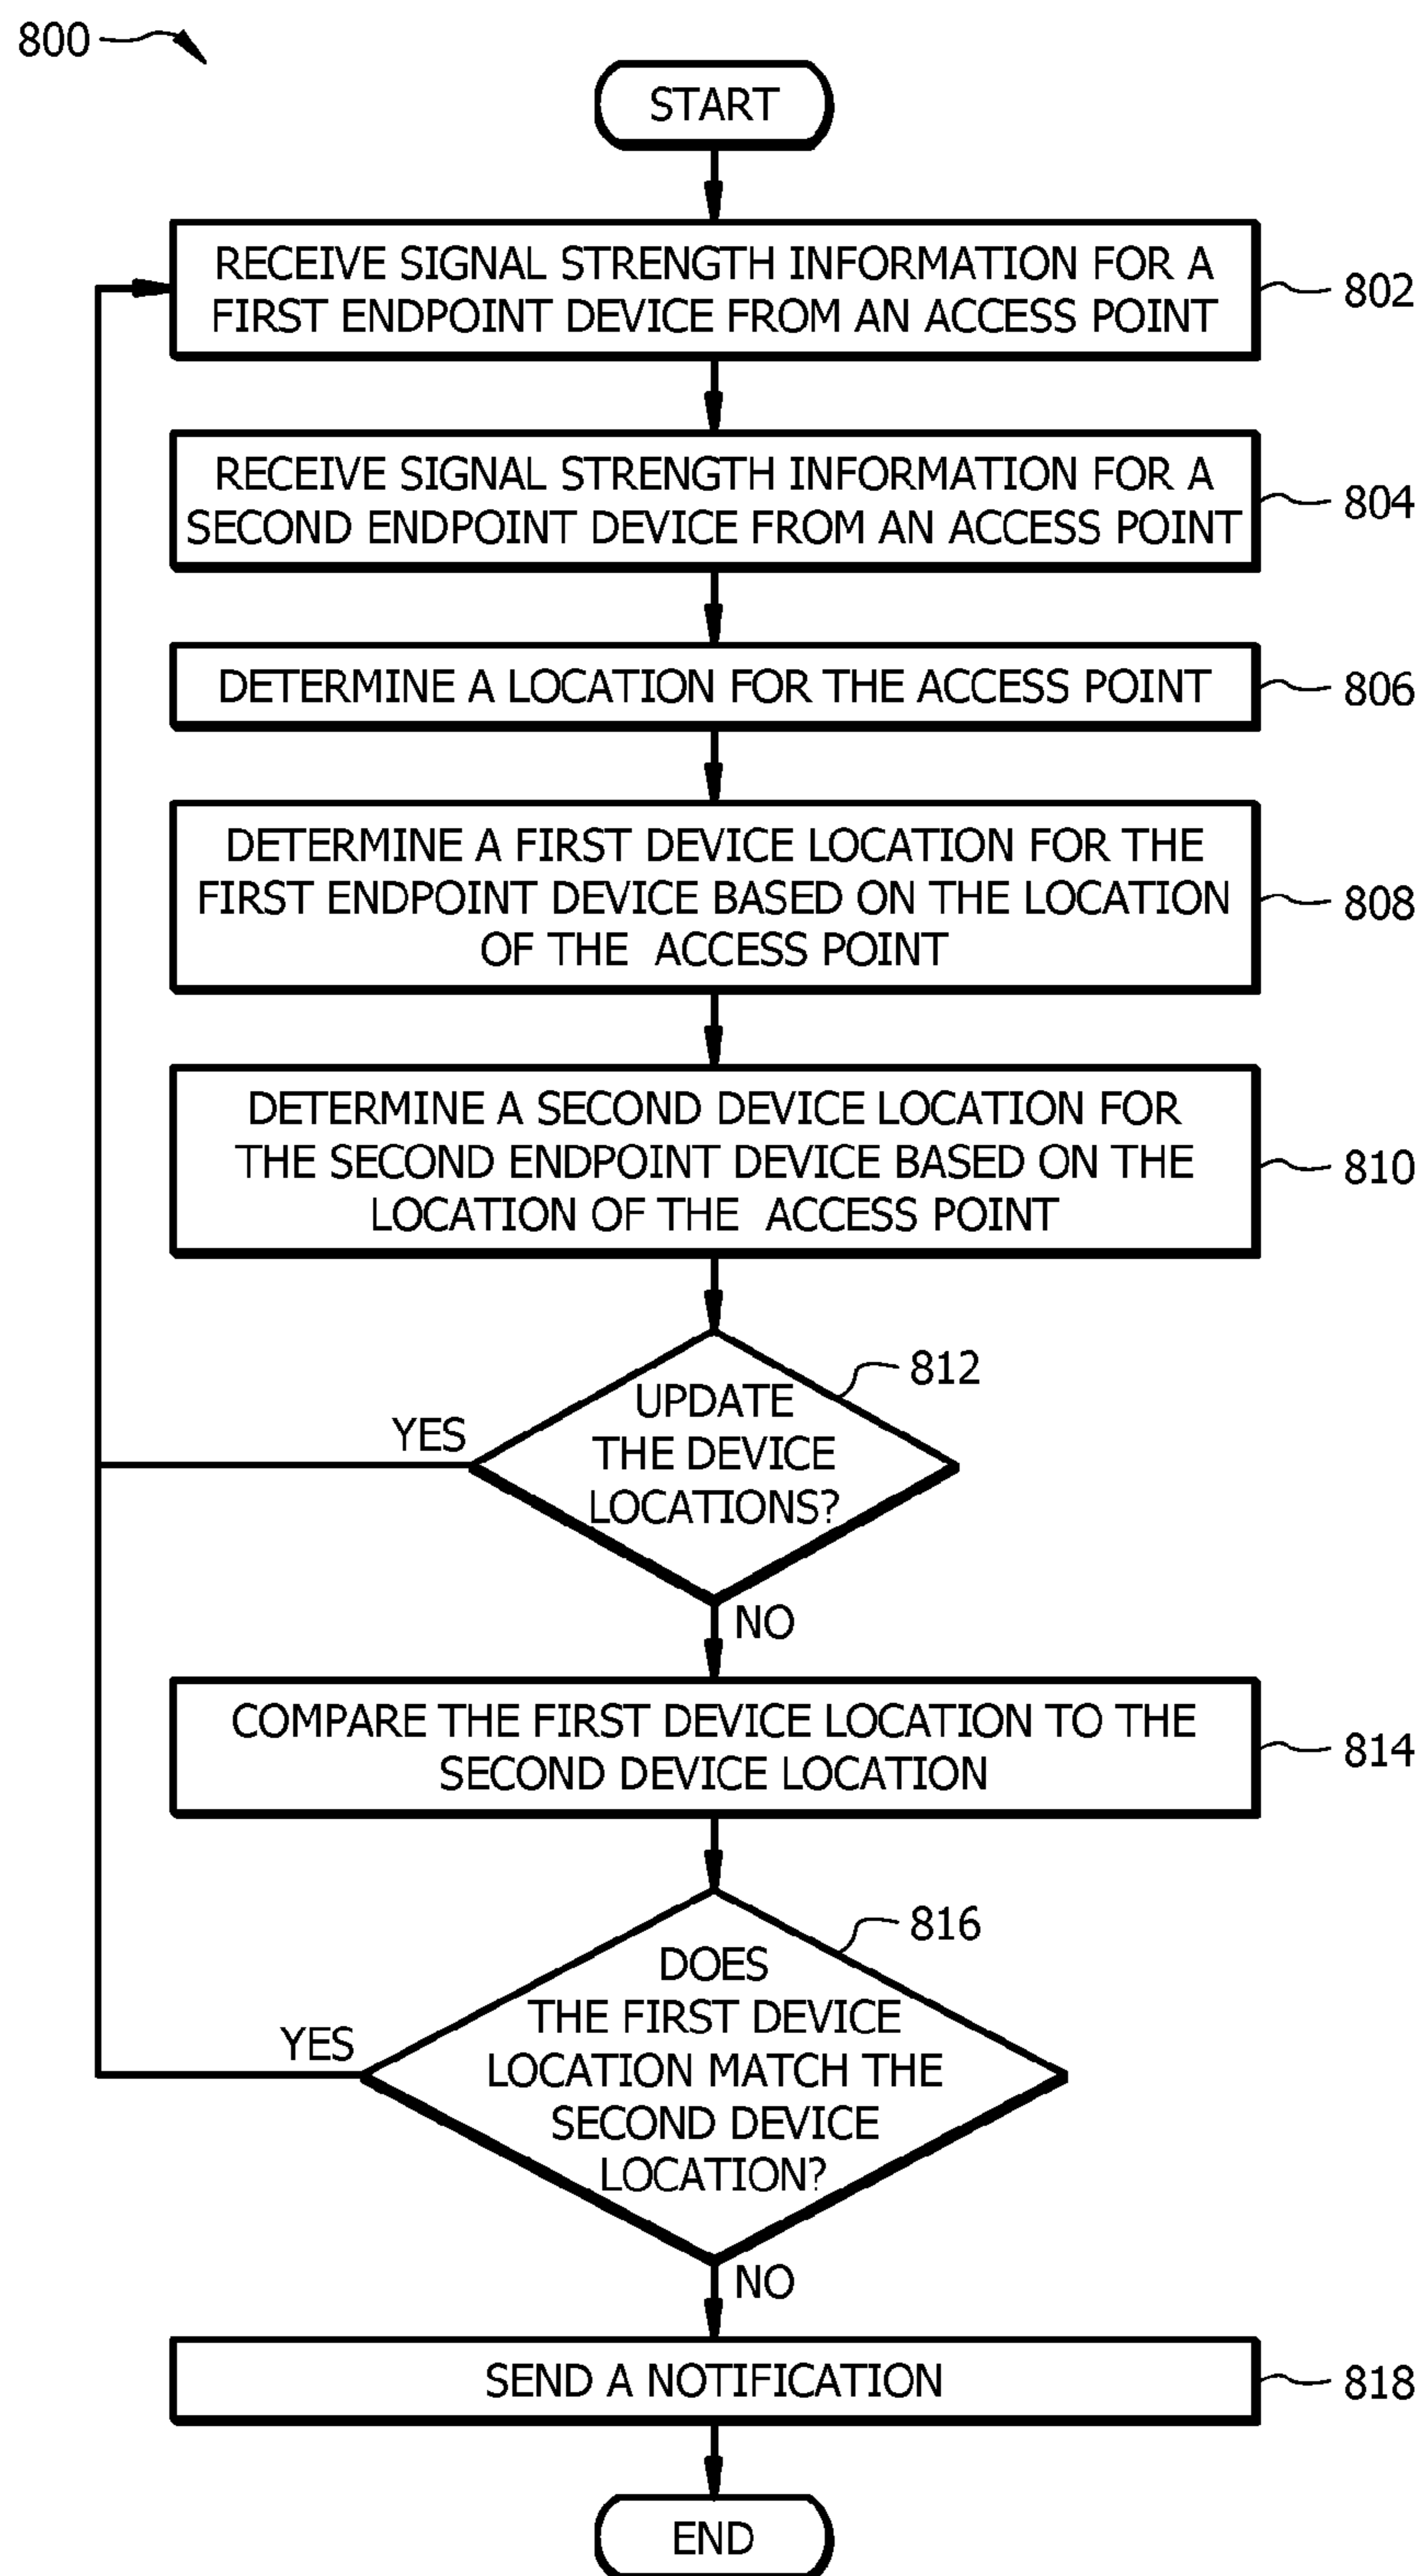 800
START
RECEIVE SIGNAL STRENGTH INFORMATION FOR A
FIRST ENDPOINT DEVICE FROM AN ACCESS POINT
802
RECEIVE SIGNAL STRENGTH INFORMATION FOR A
SECOND ENDPOINT DEVICE FROM AN ACCESS POINT
804
DETERMINE A LOCATION FOR THE ACCESS POINT
806
DETERMINE A FIRST DEVICE LOCATION FOR THE
FIRST ENDPOINT DEVICE BASED ON THE LOCATION
OF THE ACCESS POINT
808
DETERMINE A SECOND DEVICE LOCATION FOR
THE SECOND ENDPOINT DEVICE BASED ON THE
LOCATION OF THE ACCESS POINT
810
812
UPDATE
THE DEVICE
LOCATIONS?
YES
NO
COMPARE THE FIRST DEVICE LOCATION TO THE
SECOND DEVICE LOCATION
814
816
DOES
THE FIRST DEVICE
LOCATION MATCH THE
SECOND DEVICE
LOCATION?
YES
NO
SEND A NOTIFICATION
818
END